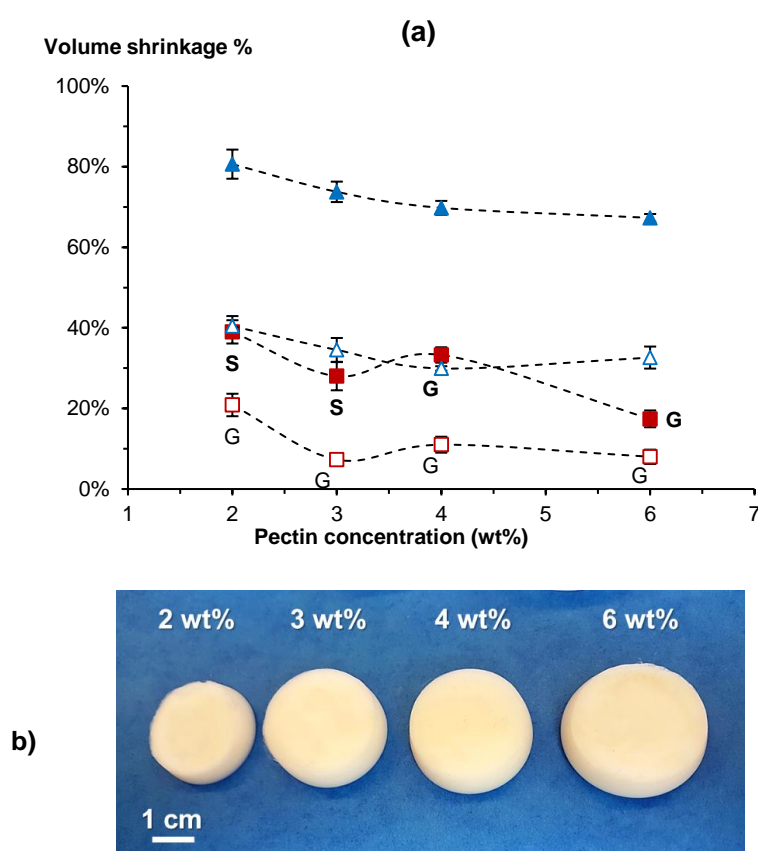 (a)
Volume shrinkage %
100%
80%
60%
40%
20%
0%
S
S
G
G
G
G
G
G
1 2 3 4 5 6 7
Pectin concentration (wt%)
2 wt% 3 wt% 4 wt% 6 wt%
b)
1 cm